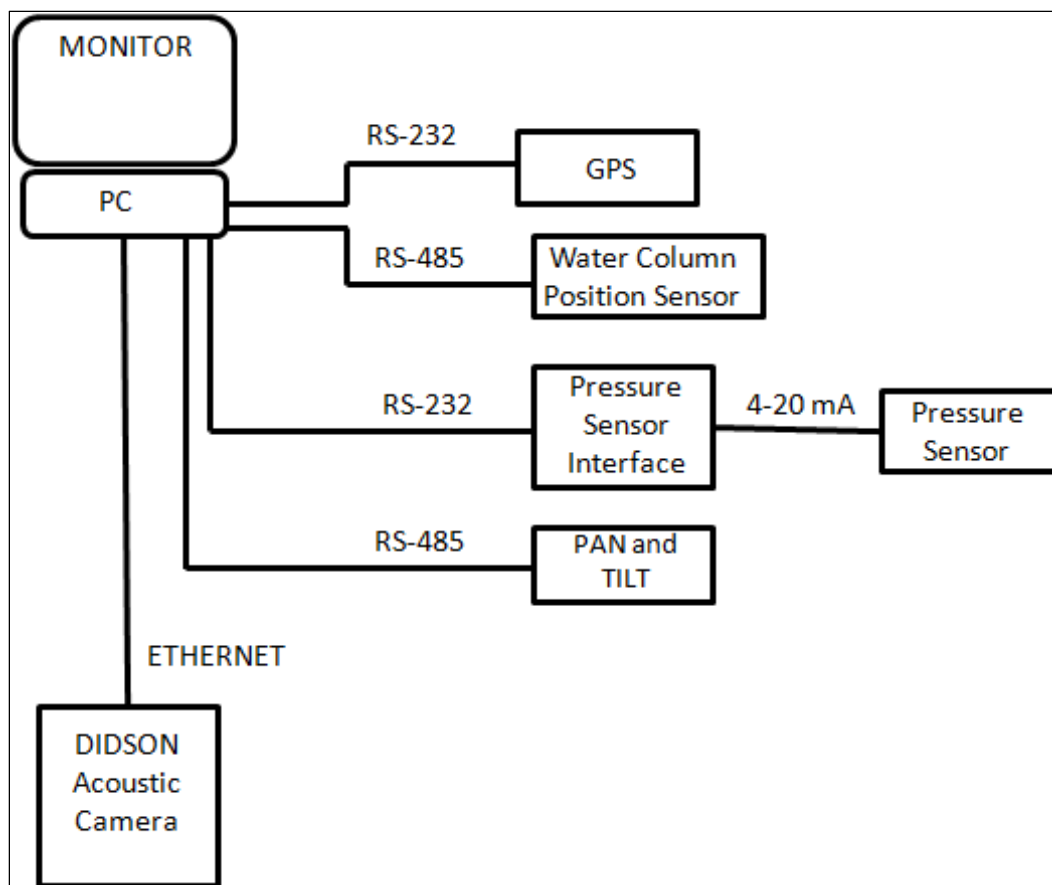 MONITOR
PC
RS-232
GPS
RS-485
Water Column
Position Sensor
RS-232
Pressure
Sensor
Interface
4-20 mA
Pressure
Sensor
RS-485
PAN and
TILT
ETHERNET
DIDSON
Acoustic
Camera